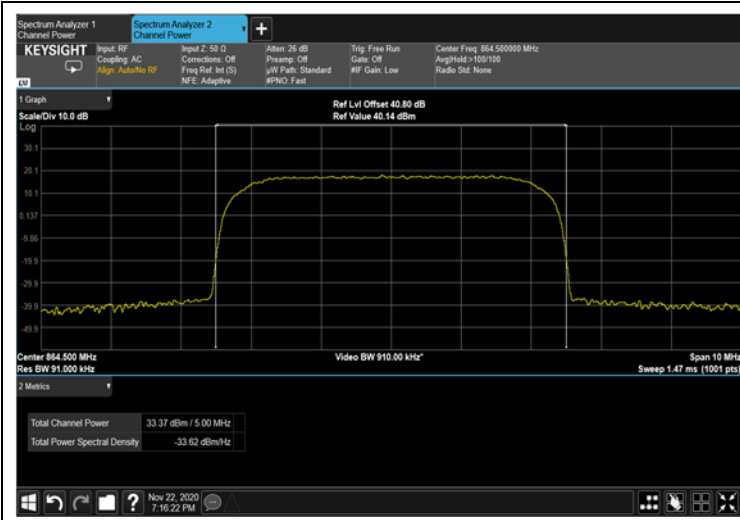 Spectrum Analyzer 1
Channel Power
Spectrum Analyzer 2
Channel Power
KEYSIGHT
Input: RF
Coupling: AC
Align: Auto/No RF
Input Z: 50 Ω
Corrections: Off
Freq Ref: Int (S)
NFE: Adaptive
Atten: 26 dB
Preamp: Off
µW Path: Standard
#PNO: Fast
Trig: Free Run
Gate: Off
#IF Gain: Low
Center Freq: 864.500000 MHz
Avg|Hold:>100/100
Radio Std: None
LXI
1 Graph
Scale/Div 10.0 dB
Ref Lvl Offset 40.80 dB
Ref Value 40.14 dBm
Log
30.1
20.1
10.1
0.137
-9.86
-19.9
-29.9
-39.9
-49.9
Center 864.500 MHz
Res BW 91.000 kHz
Video BW 910.00 kHz*
Span 10 MHz
Sweep 1.47 ms (1001 pts)
2 Metrics
Total Channel Power 33.37 dBm / 5.00 MHz
Total Power Spectral Density -33.62 dBm/Hz
Nov 22, 2020
7:16:22 PM